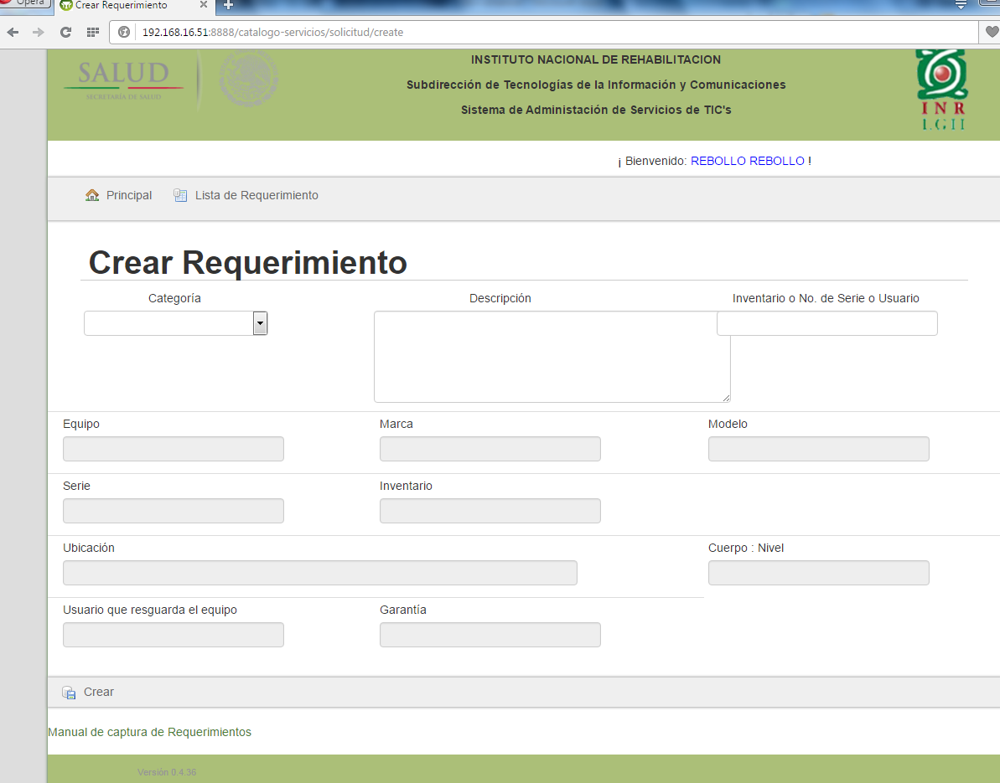 Opera
Crear Requerimiento
192.168.16.51:8888/catalogo-servicios/solicitud/create
SALUD
SECRETARÍA DE SALUD
INSTITUTO NACIONAL DE REHABILITACION
Subdirección de Tecnologías de la Información y Comunicaciones
Sistema de Administación de Servicios de TIC's
INR
LGII
¡ Bienvenido: REBOLLO REBOLLO !
Principal Lista de Requerimiento
Crear Requerimiento
Categoría Descripción Inventario o No. de Serie o Usuario
Equipo Marca Modelo
Serie Inventario
Ubicación Cuerpo : Nivel
Usuario que resguarda el equipo Garantía
Crear
Manual de captura de Requerimientos
Versión 0.4.36